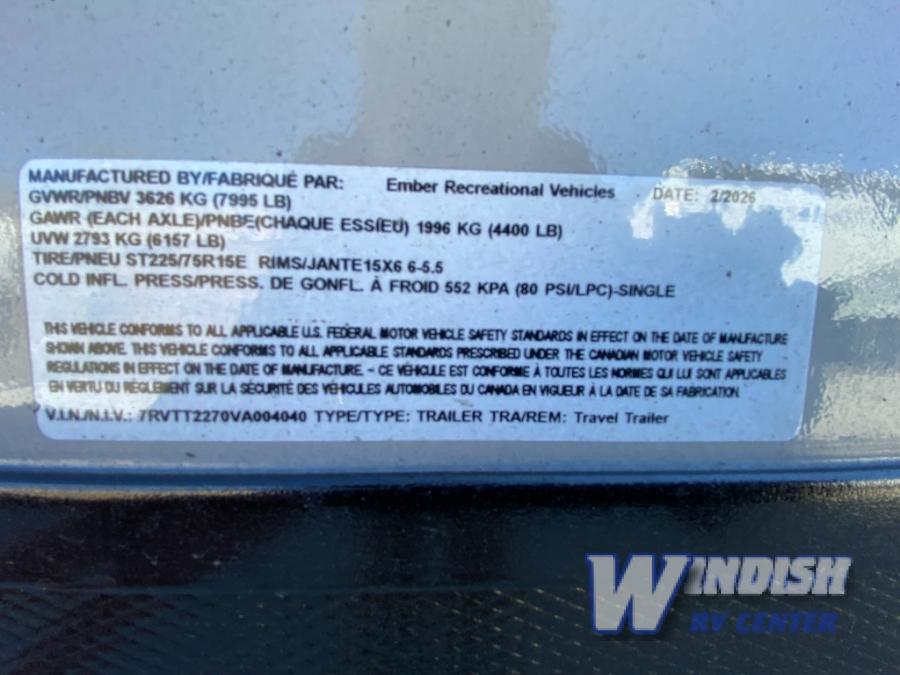 MANUFACTURED BY/FABRIQUÉ PAR: Ember Recreational Vehicles DATE: 2/2026
GVWR/PNBV 3626 KG (7995 LB)
GAWR (EACH AXLE)/PNBE(CHAQUE ESSIEU) 1996 KG (4400 LB)
UVW 2793 KG (6157 LB)
TIRE/PNEU ST225/75R15E RIMS/JANTE15X6 6-5.5
COLD INFL. PRESS/PRESS. DE GONFL. À FROID 552 KPA (80 PSI/LPC)-SINGLE
THIS VEHICLE CONFORMS TO ALL APPLICABLE U.S. FEDERAL MOTOR VEHICLE SAFETY STANDARDS IN EFFECT ON THE DATE OF MANUFACTURE
SHOWN ABOVE. THIS VEHICLE CONFORMS TO ALL APPLICABLE STANDARDS PRESCRIBED UNDER THE CANADIAN MOTOR VEHICLE SAFETY
REGULATIONS IN EFFECT ON THE DATE OF MANUFACTURE. - CE VEHICULE EST CONFORME À TOUTES LES NORMES QUI LUI SONT APPLICABLES
EN VERTU DU RÉGLEMENT SUR LA SÉCURITÉ DES VÉHICULES AUTOMOBILES DU CANADA EN VIGUEUR À LA DATE DE SA FABRICATION.
V.I.N./N.I.V.: 7RVTT2270VA004040 TYPE/TYPE: TRAILER TRA/REM: Travel Trailer
WINDISH
RV CENTER